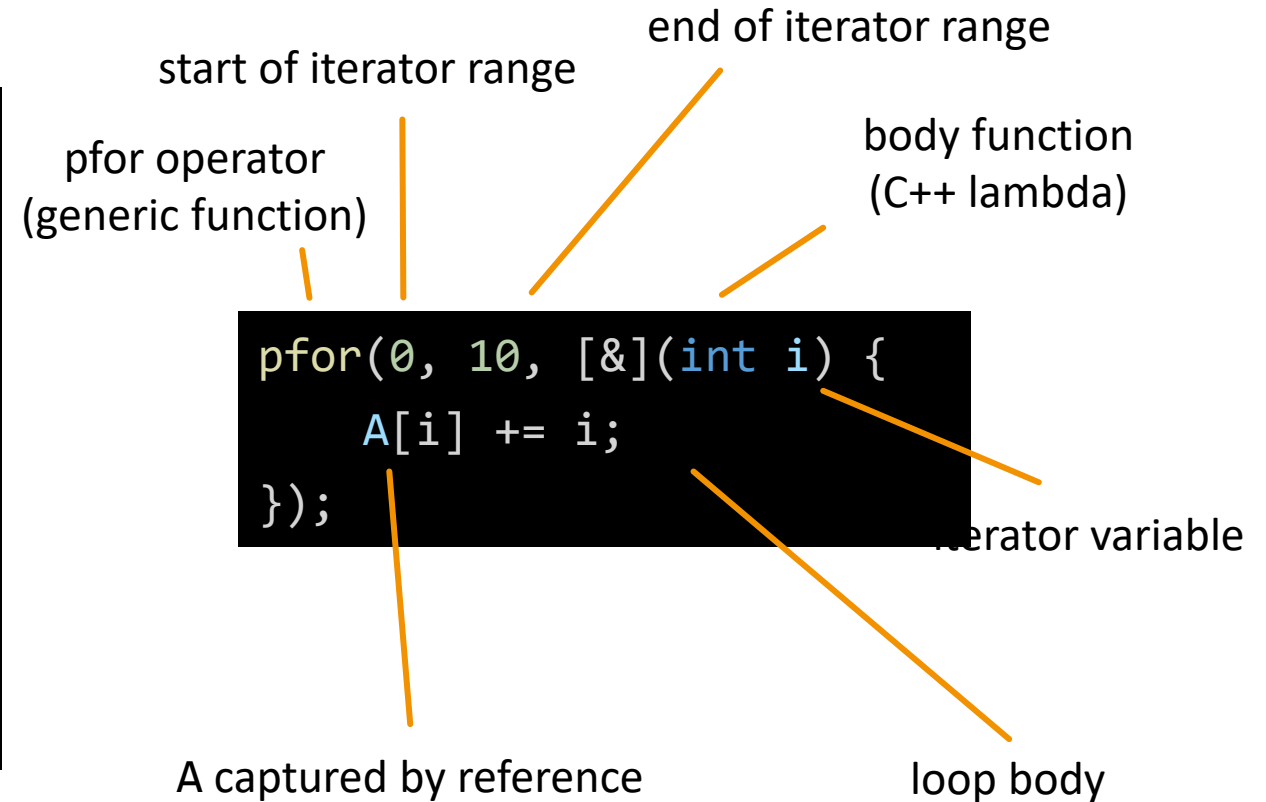 end of iterator range
start of iterator range
body function
(C++ lambda)
pfor operator
(generic function)
pfor(0, 10, [&](int i) {
    A[i] += i;
});
iterator variable
A captured by reference
loop body